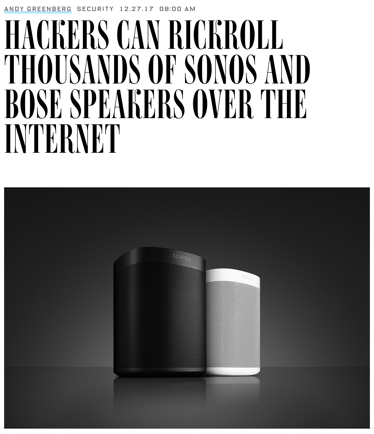 ANDY GREENBERG SECURITY 12.27.17 08:00 AM
HACKERS CAN RICKROLL
THOUSANDS OF SONOS AND
BOSE SPEAKERS OVER THE
INTERNET
SONOS